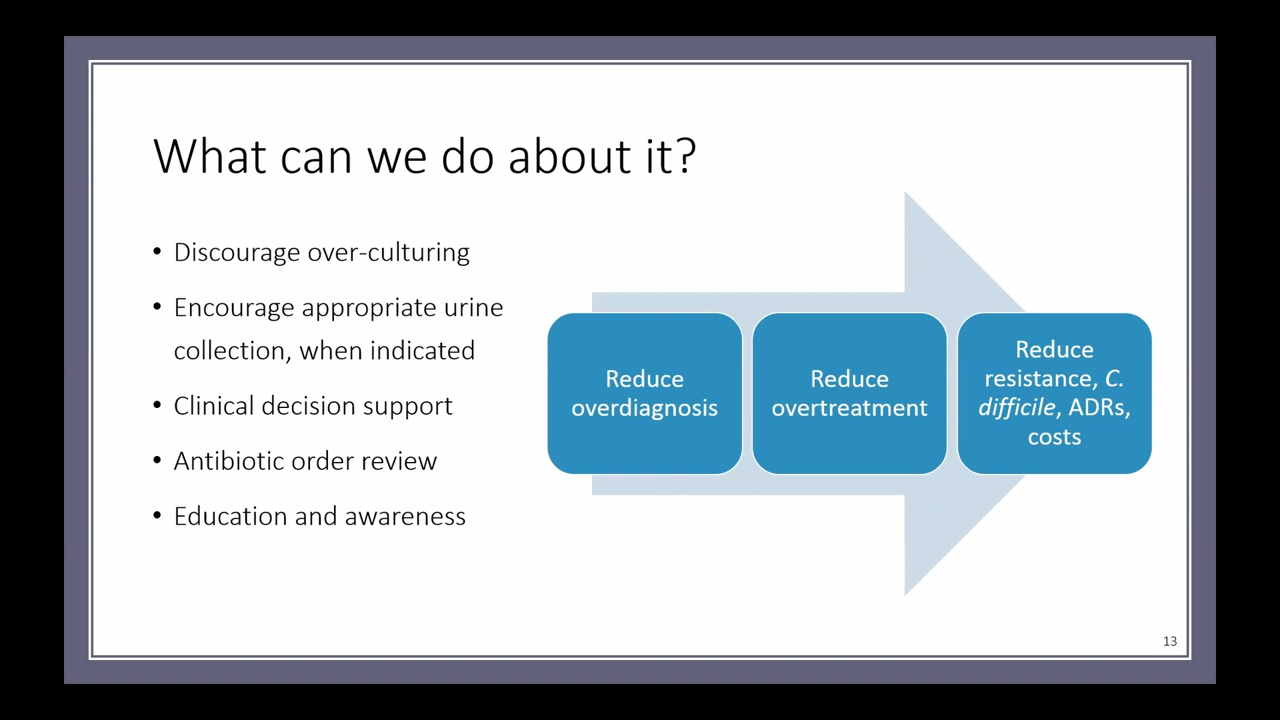 What can we do about it?
• Discourage over-culturing
• Encourage appropriate urine
collection, when indicated
• Clinical decision support
• Antibiotic order review
• Education and awareness
Reduce
overdiagnosis
Reduce
overtreatment
Reduce
resistance, C.
difficile, ADRs,
costs
13